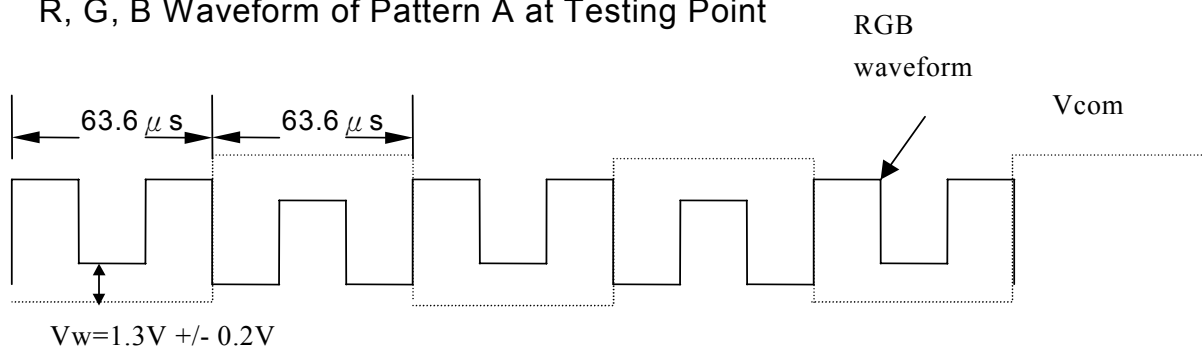 R, G, B Waveform of Pattern A at Testing Point
RGB
waveform
Vcom
63.6 μ s
63.6 μ s
Vw=1.3V +/- 0.2V